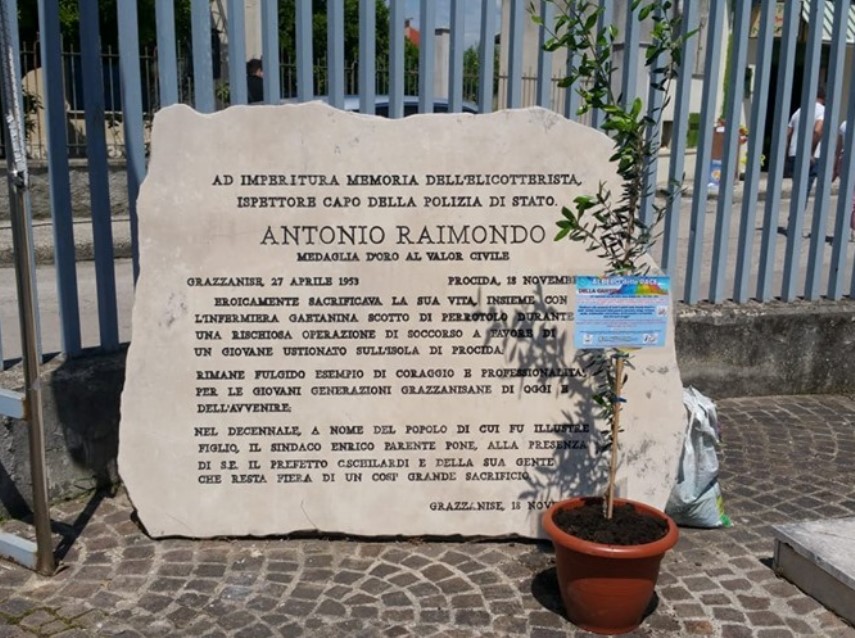 AD IMPERITURA MEMORIA DELL'ELICOTTERISTA,
ISPETTORE CAPO DELLA POLIZIA DI STATO.
ANTONIO RAIMONDO
MEDAGLIA D'ORO AL VALOR CIVILE
GRAZZANISE, 27 APRILE 1953 PROCIDA, 18
EROICAMENTE SACRIFICAVA LA SUA VITA, INSIEME CON
L'INFERMIERA GAETANINA SCOTTO DI PERROTOLO DURANTE
UNA RISCHIOSA OPERAZIONE DI SOCCORSO A FAVORE DI
UN GIOVANE USTIONATO SULL'ISOLA DI PROCIDA.
RIMANE FULGIDO ESEMPIO DI CORAGGIO E PROFESSIONALITA'
PER LE GIOVANI GENERAZIONI GRAZZANISANE DI OGGI E
DELL'AVVENIRE;
NEL DECENNALE, A NOME DEL POPOLO DI CUI FU ILLUSTRE
FIGLIO, IL SINDACO ENRICO PARENTE PONE, ALLA PRESENZA
DI S.E. IL PREFETTO C.SCHILARDI E DELLA SUA GENTE
CHE RESTA FIERA DI UN COSI' GRANDE SACRIFICIO
GRAZZANISE, 18